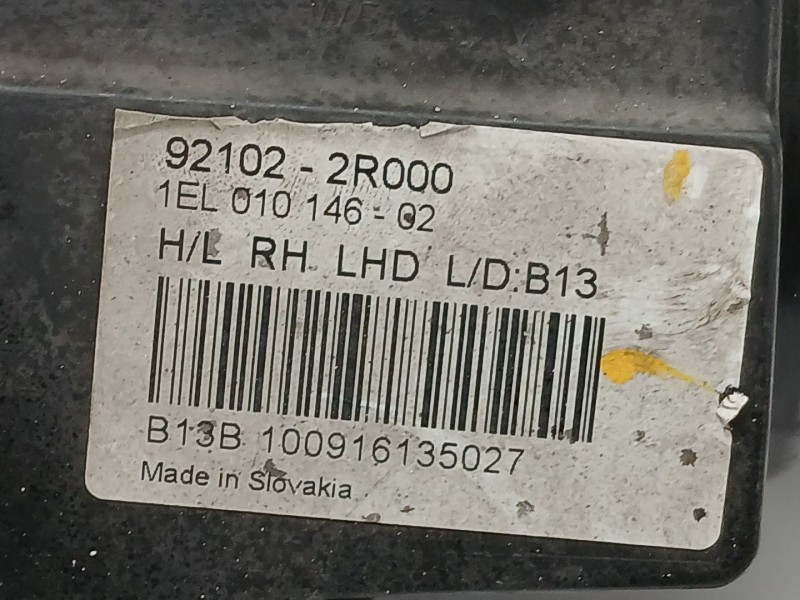 92102 - 2R000
1EL 010 146 - 02
H/L RH LHD L/D:B13
B13B 100916135027
Made in Slovakia